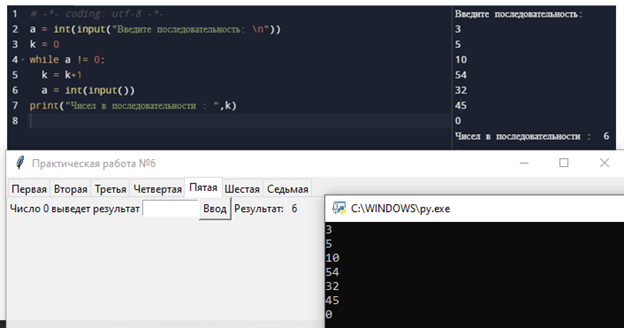 1 # -*- coding: utf-8 -*-
2 a = int(input("Введите последовательность: \n"))
3 k = 0
4 while a != 0:
5 k = k+1
6 a = int(input())
7 print("Чисел в последовательности : ",k)
8
Введите последовательность:
3
5
10
54
32
45
0
Чисел в последовательности : 6
Практическая работа №6
Первая Вторая Третья Четвертая Пятая Шестая Седьмая
Число 0 выведет результат Ввод Результат: 6
C:\WINDOWS\py.exe
3
5
10
54
32
45
0